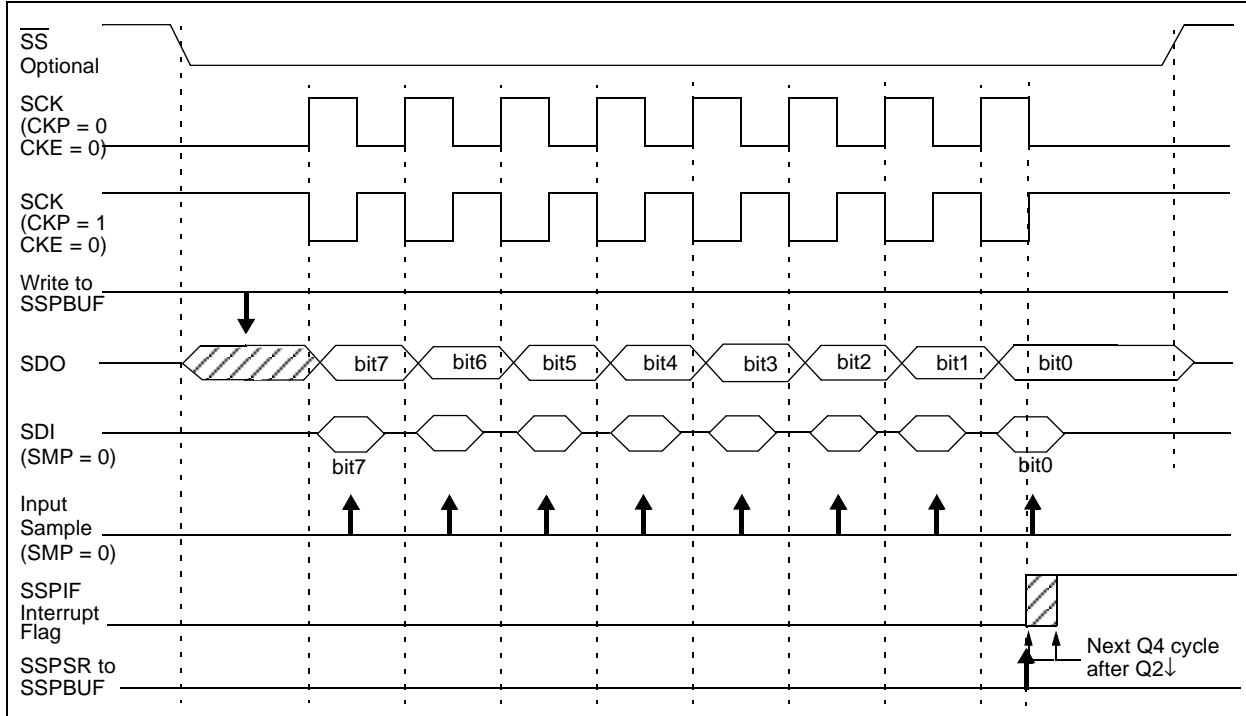 SS
Optional
SCK
(CKP = 0
CKE = 0)
SCK
(CKP = 1
CKE = 0)
Write to
SSPBUF
SDO
bit7 bit6 bit5 bit4 bit3 bit2 bit1 bit0
SDI
(SMP = 0)
bit7 bit0
Input
Sample
(SMP = 0)
SSPIF
Interrupt
Flag
SSPSR to
SSPBUF
Next Q4 cycle
after Q2↓